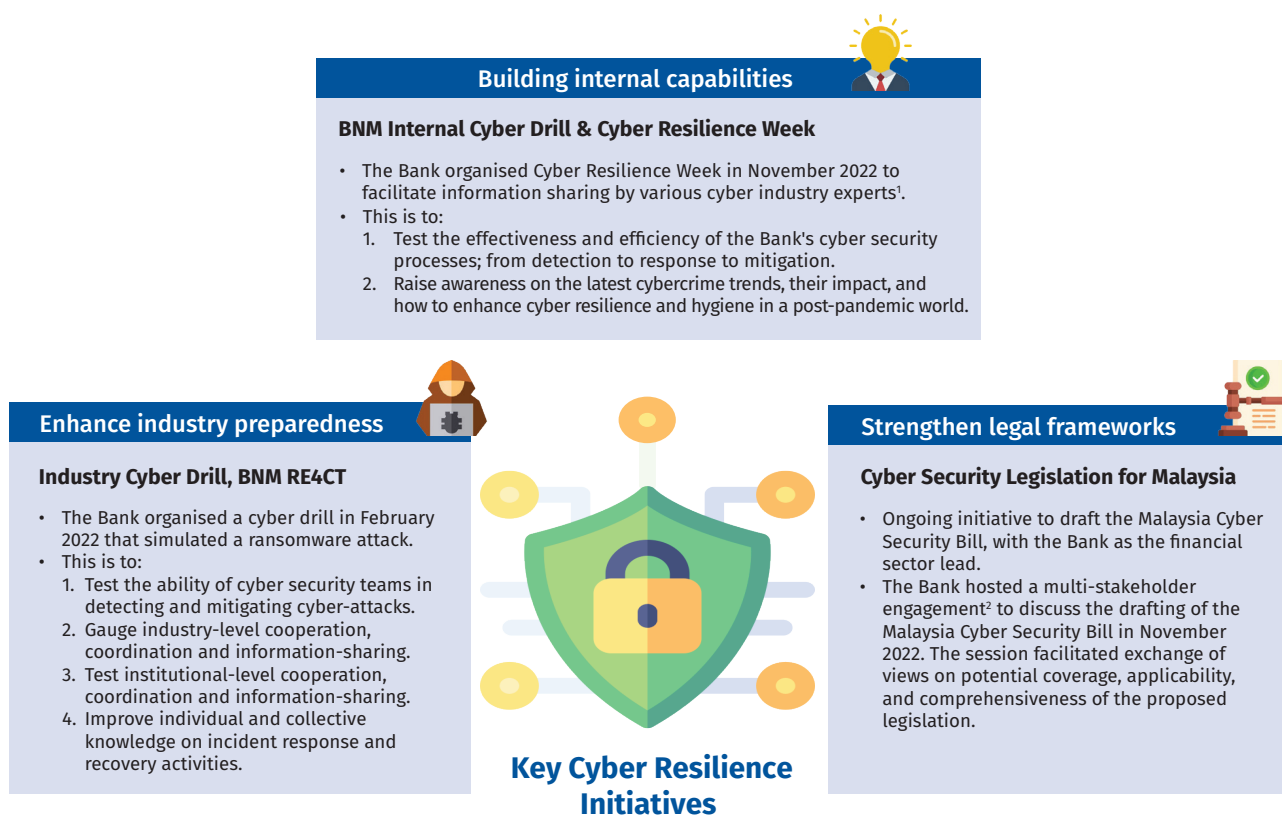 Building internal capabilities
BNM Internal Cyber Drill & Cyber Resilience Week
• The Bank organised Cyber Resilience Week in November 2022 to
facilitate information sharing by various cyber industry experts¹.
• This is to:
1. Test the effectiveness and efficiency of the Bank's cyber security
processes; from detection to response to mitigation.
2. Raise awareness on the latest cybercrime trends, their impact, and
how to enhance cyber resilience and hygiene in a post-pandemic world.
Enhance industry preparedness
Industry Cyber Drill, BNM RE4CT
• The Bank organised a cyber drill in February
2022 that simulated a ransomware attack.
• This is to:
1. Test the ability of cyber security teams in
detecting and mitigating cyber-attacks.
2. Gauge industry-level cooperation,
coordination and information-sharing.
3. Test institutional-level cooperation,
coordination and information-sharing.
4. Improve individual and collective
knowledge on incident response and
recovery activities.
Key Cyber Resilience
Initiatives
Strengthen legal frameworks
Cyber Security Legislation for Malaysia
• Ongoing initiative to draft the Malaysia Cyber
Security Bill, with the Bank as the financial
sector lead.
• The Bank hosted a multi-stakeholder
engagement² to discuss the drafting of the
Malaysia Cyber Security Bill in November
2022. The session facilitated exchange of
views on potential coverage, applicability,
and comprehensiveness of the proposed
legislation.